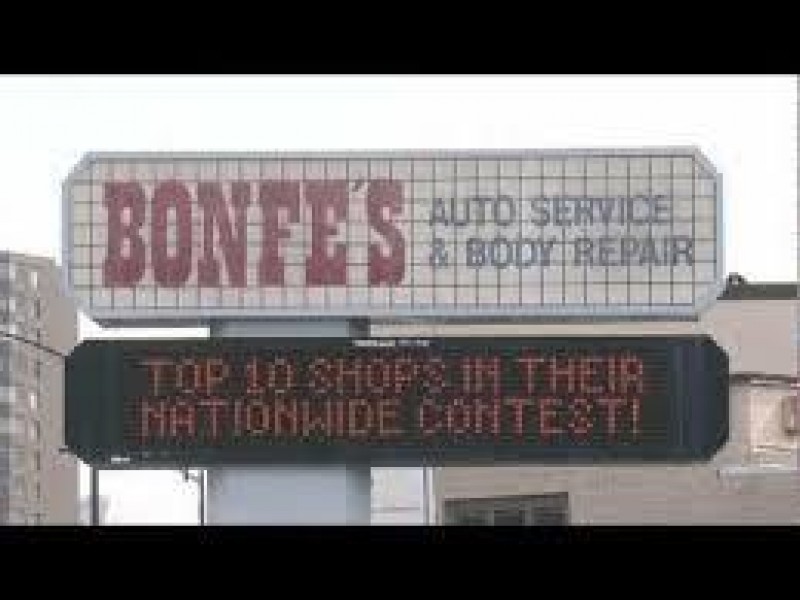 BONFE'S
AUTO SERVICE
& BODY REPAIR
TOP 10 SHOPS IN THEIR
NATIONWIDE CONTEST!